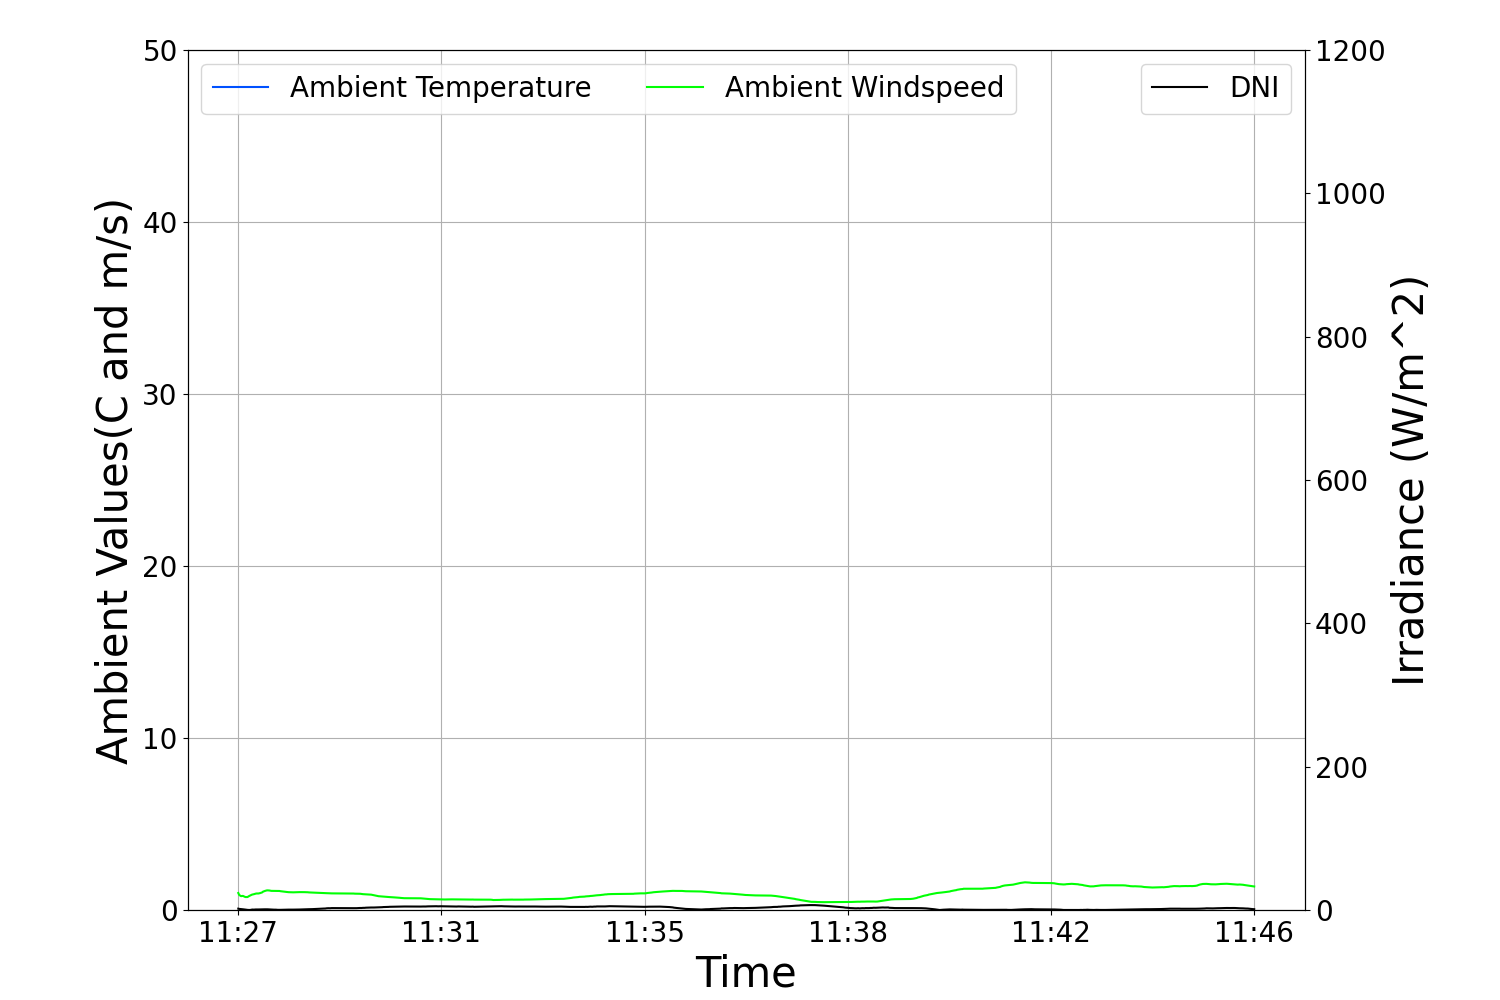 Ambient Temperature Ambient Windspeed DNI
50
40
30
20
10
0
1200
1000
800
600
400
200
0
11:27 11:31 11:35 11:38 11:42 11:46
Time
Ambient Values(C and m/s)
Irradiance (W/m^2)